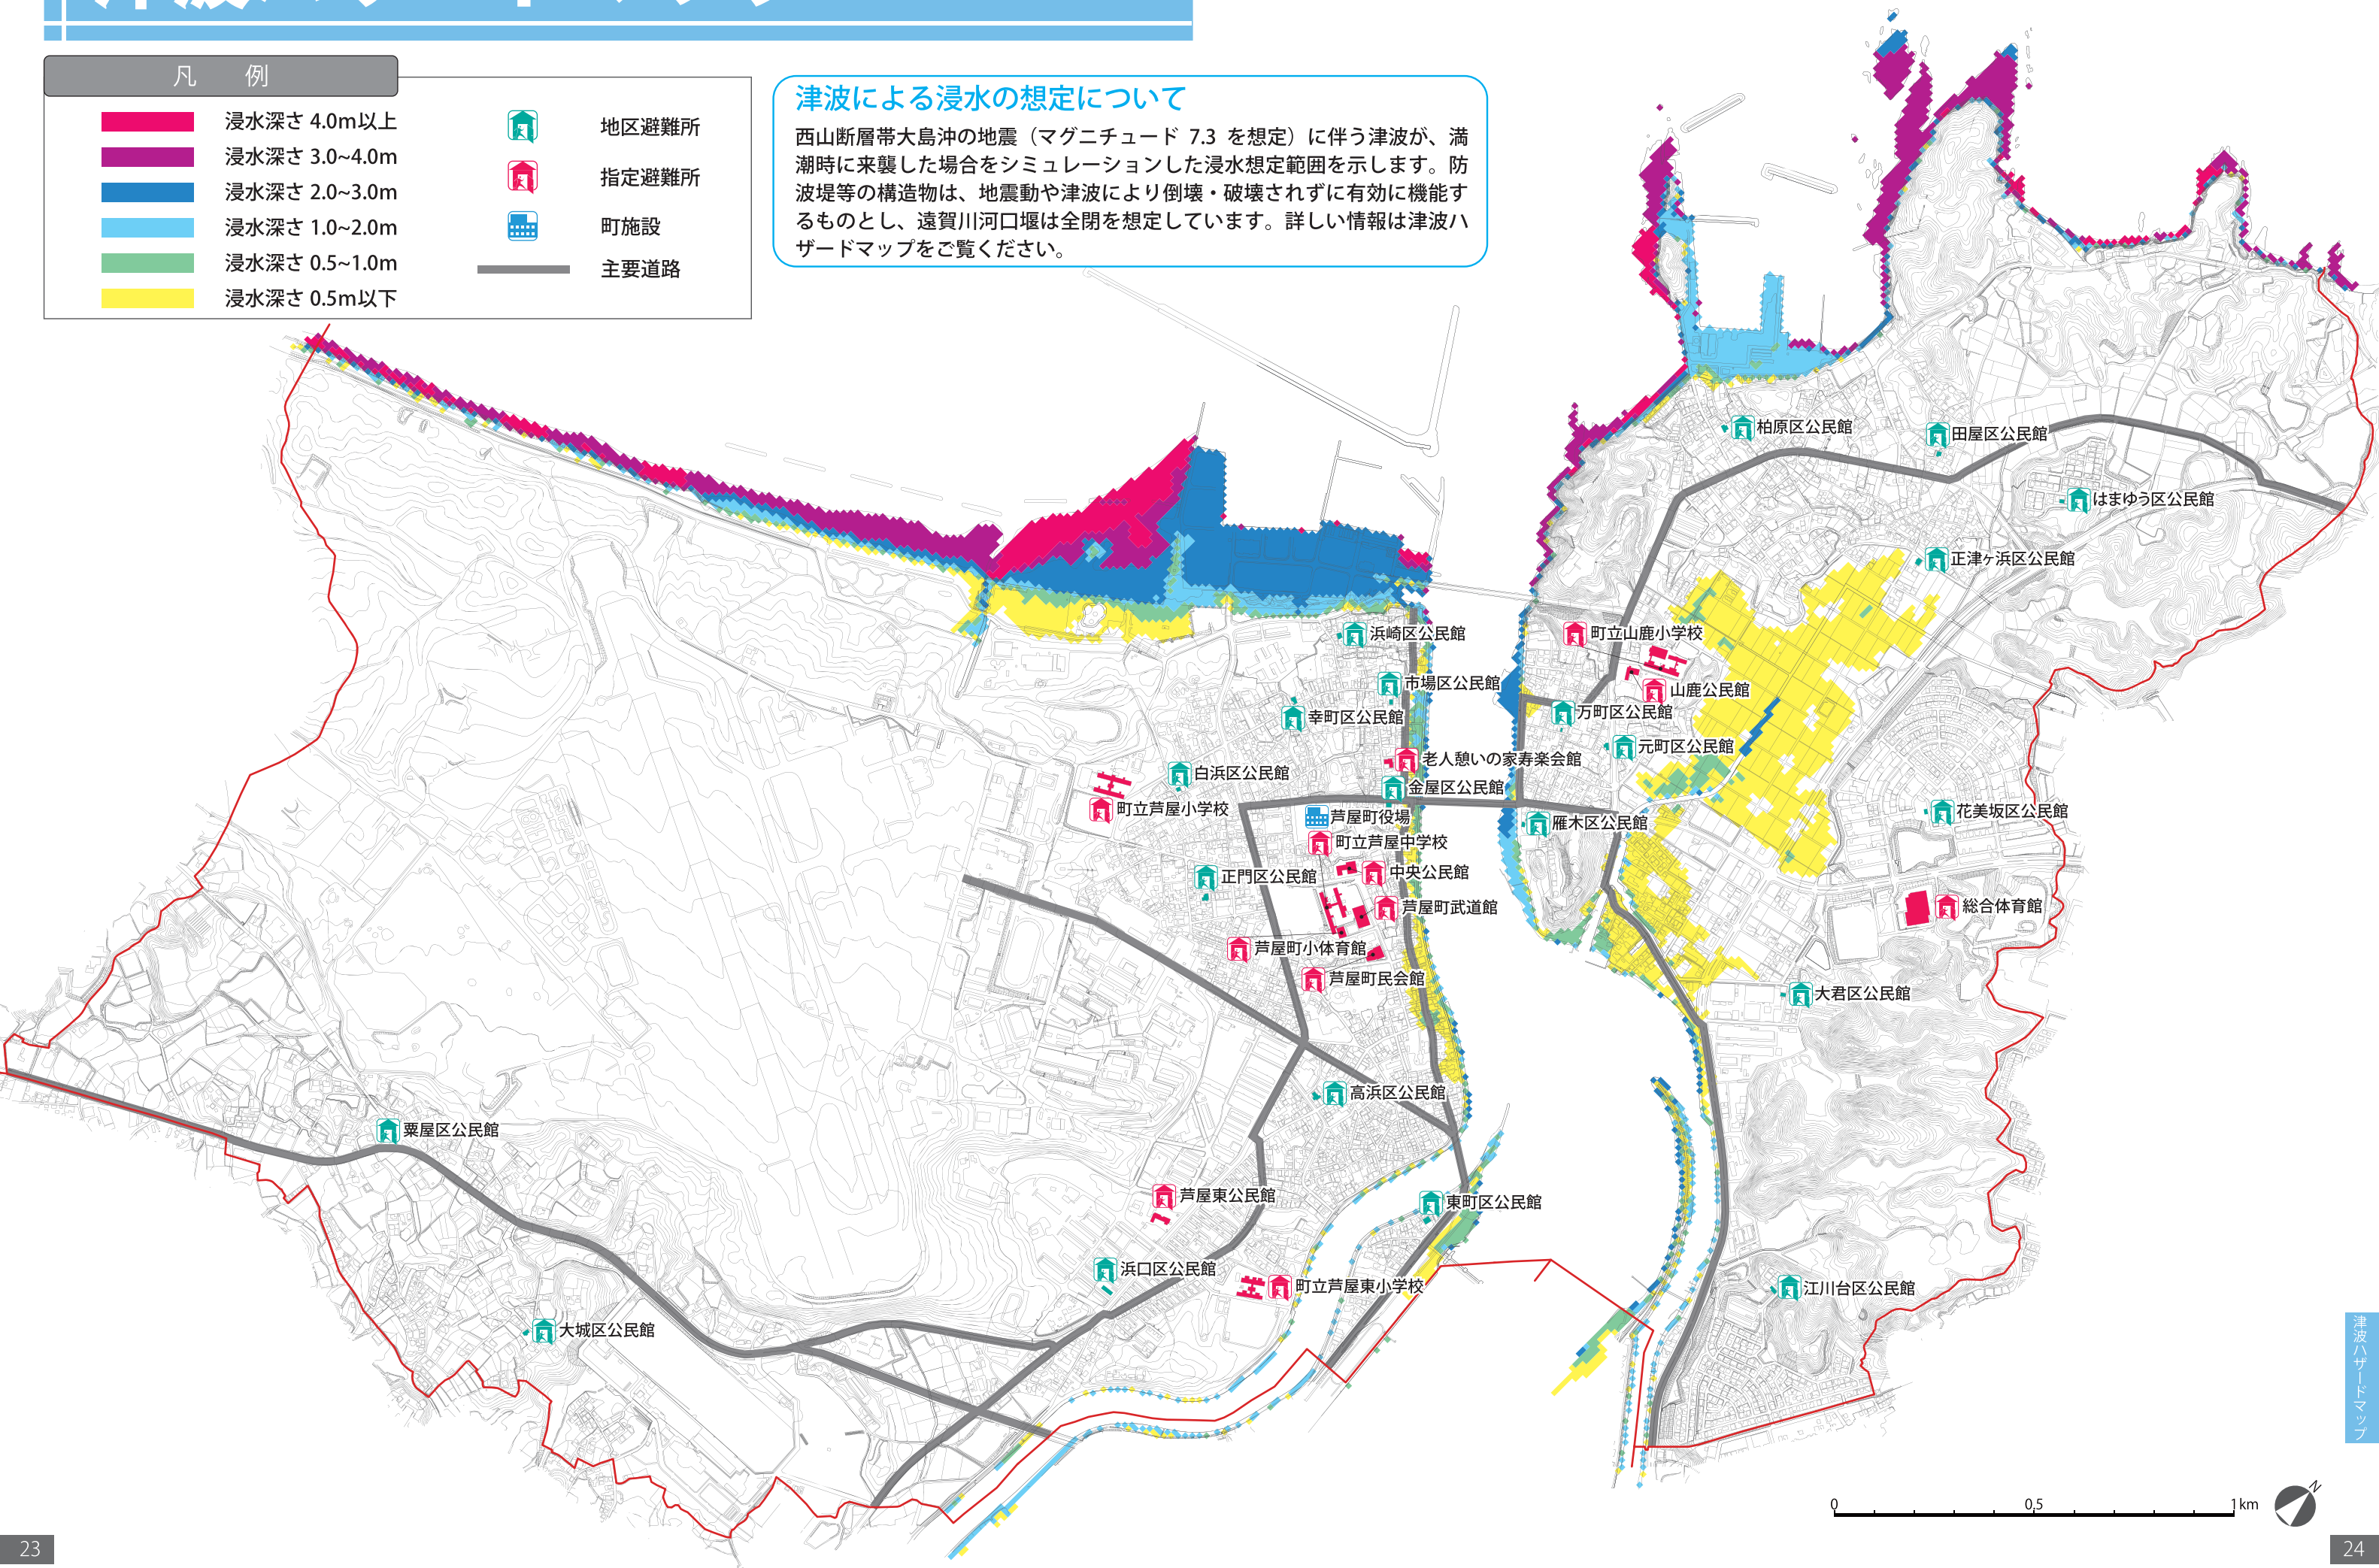 凡 例
浸水深さ 4.0m以上
浸水深さ 3.0~4.0m
浸水深さ 2.0~3.0m
浸水深さ 1.0~2.0m
浸水深さ 0.5~1.0m
浸水深さ 0.5m以下
地区避難所
指定避難所
町施設
主要道路
津波による浸水の想定について
西山断層帯大島沖の地震（マグニチュード 7.3 を想定）に伴う津波が、満
潮時に来襲した場合をシミュレーションした浸水想定範囲を示します。防
波堤等の構造物は、地震動や津波により倒壊・破壊されずに有効に機能す
るものとし、遠賀川河口堰は全閉を想定しています。詳しい情報は津波ハ
ザードマップをご覧ください。
柏原区公民館
田屋区公民館
はまゆう区公民館
正津ヶ浜区公民館
浜崎区公民館
町立山鹿小学校
市場区公民館
山鹿公民館
幸町区公民館
万町区公民館
元町区公民館
老人憩いの家寿楽会館
白浜区公民館
金屋区公民館
町立芦屋小学校
芦屋町役場
雁木区公民館
花美坂区公民館
町立芦屋中学校
正門区公民館
中央公民館
芦屋町武道館
総合体育館
芦屋町小体育館
芦屋町民会館
大君区公民館
高浜区公民館
粟屋区公民館
芦屋東公民館
東町区公民館
浜口区公民館
町立芦屋東小学校
江川台区公民館
大城区公民館
津波ハザードマップ
0 0.5 1km
N
23
24